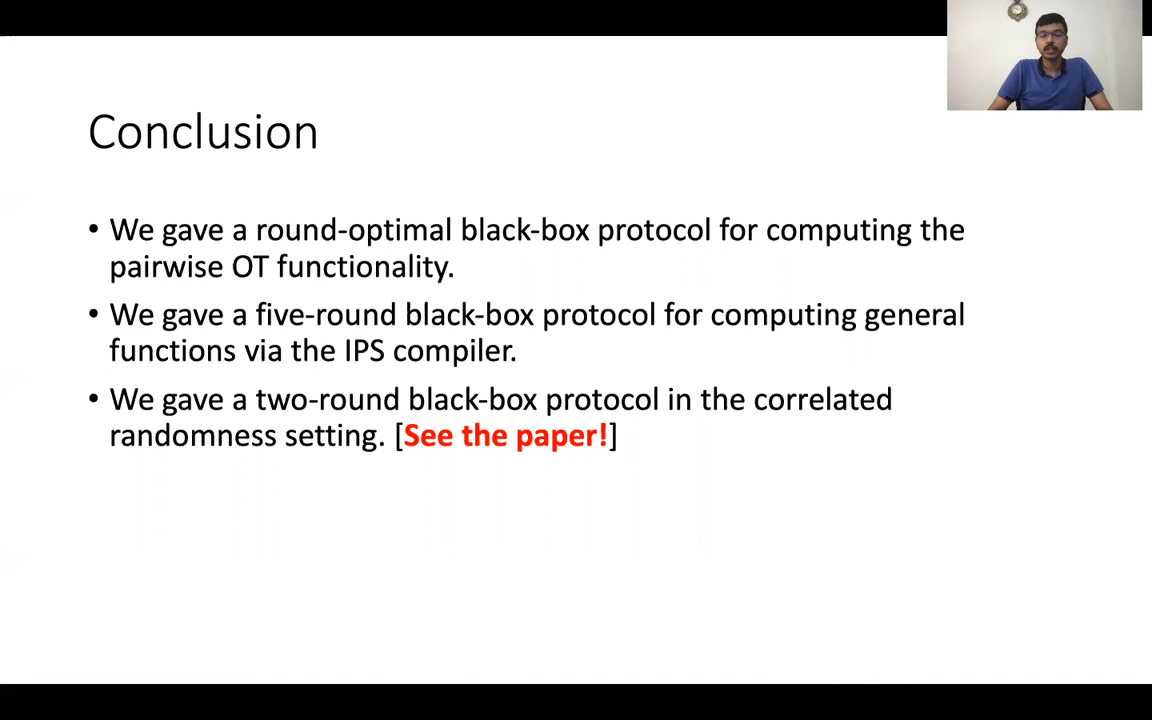 Conclusion
• We gave a round-optimal black-box protocol for computing the
pairwise OT functionality.
• We gave a five-round black-box protocol for computing general
functions via the IPS compiler.
• We gave a two-round black-box protocol in the correlated
randomness setting. [See the paper!]